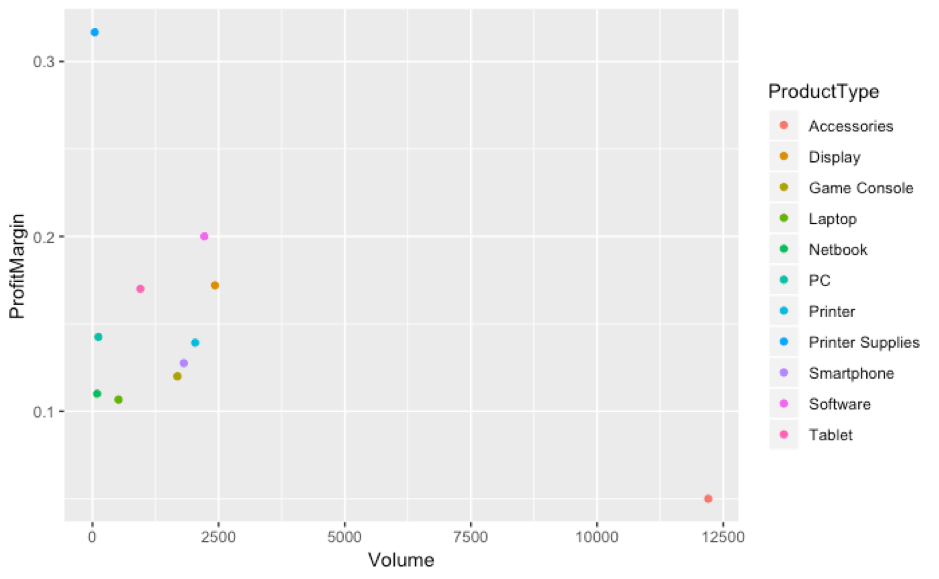 ProfitMargin
0.3
0.2
0.1
0 2500 5000 7500 10000 12500
Volume
ProductType
Accessories
Display
Game Console
Laptop
Netbook
PC
Printer
Printer Supplies
Smartphone
Software
Tablet